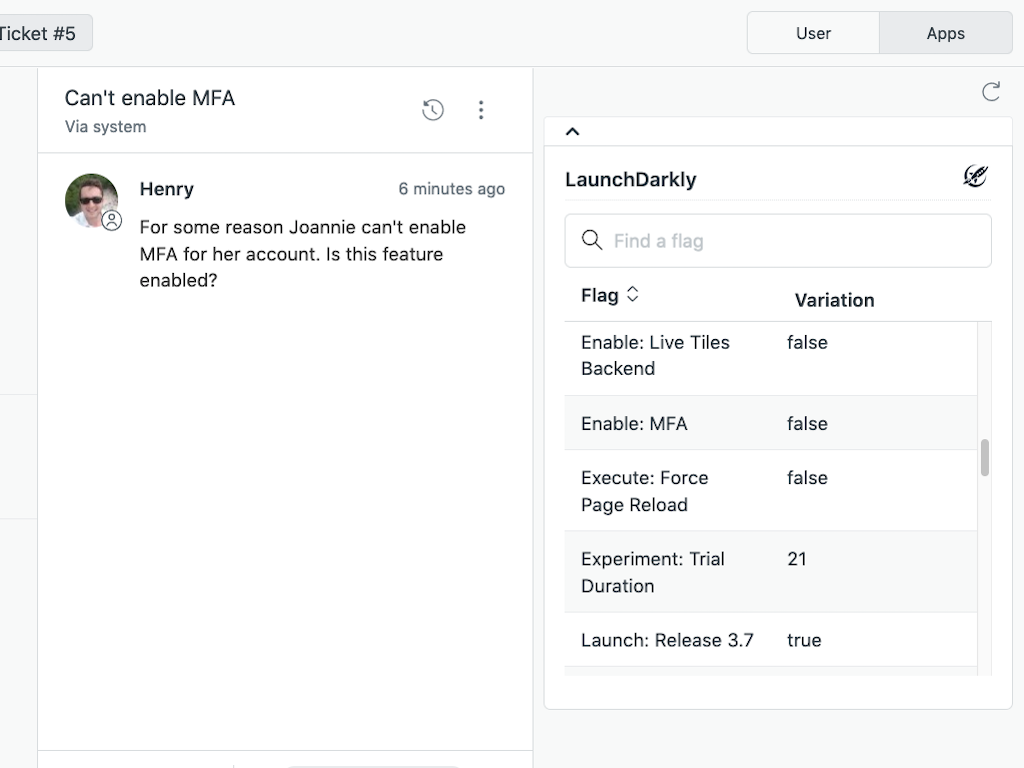 Ticket #5
User
Apps
Can't enable MFA
Via system
Henry
6 minutes ago
For some reason Joannie can't enable
MFA for her account. Is this feature
enabled?
LaunchDarkly
Find a flag
Flag
Variation
Enable: Live Tiles
Backend
false
Enable: MFA
false
Execute: Force
Page Reload
false
Experiment: Trial
Duration
21
Launch: Release 3.7
true